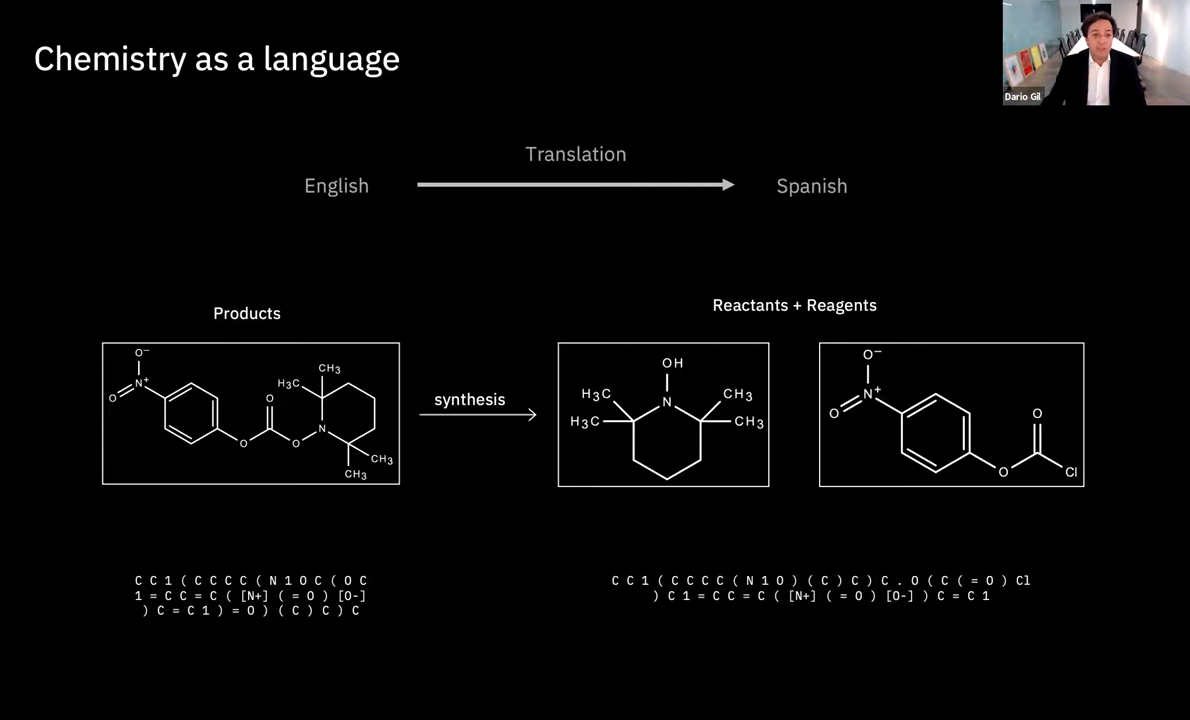 Chemistry as a language
Dario Gil
Translation
English
Spanish
Products
Reactants + Reagents
O⁻
N⁺
O
H₃C
CH₃
O
O
O
N
CH₃
CH₃
synthesis
OH
N
H₃C
CH₃
H₃C
CH₃
O⁻
N⁺
O
O
O
Cl
C C 1 ( C C C C ( N 1 O C ( O C
1 = C C = C ( [N+] ( = O ) [O-]
) C = C 1 ) = O ) ( C ) C ) C
C C 1 ( C C C C ( N 1 O ) ( C ) C ) C . O ( C ( = O ) Cl
) C 1 = C C = C ( [N+] ( = O ) [O-] ) C = C 1